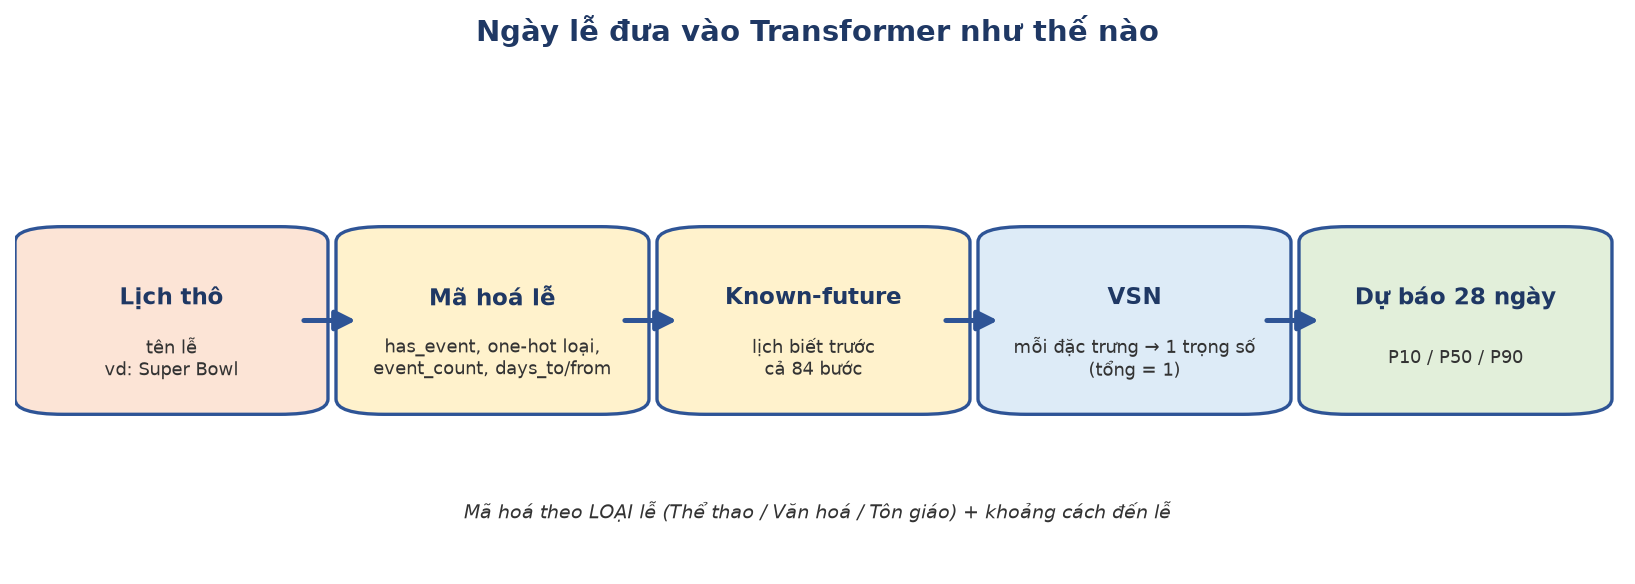 Ngày lễ đưa vào Transformer như thế nào
Lịch thô
tên lễ
vd: Super Bowl
Mã hoá lễ
has_event, one-hot loại,
event_count, days_to/from
Known-future
lịch biết trước
cả 84 bước
VSN
mỗi đặc trưng → 1 trọng số
(tổng = 1)
Dự báo 28 ngày
P10 / P50 / P90
Mã hoá theo LOẠI lễ (Thể thao / Văn hoá / Tôn giáo) + khoảng cách đến lễ